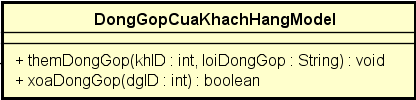 DongGopCuaKhachHangModel
+ themDongGop(khID : int, loiDongGop : String) : void
+ xoaDongGop(dgID : int) : boolean